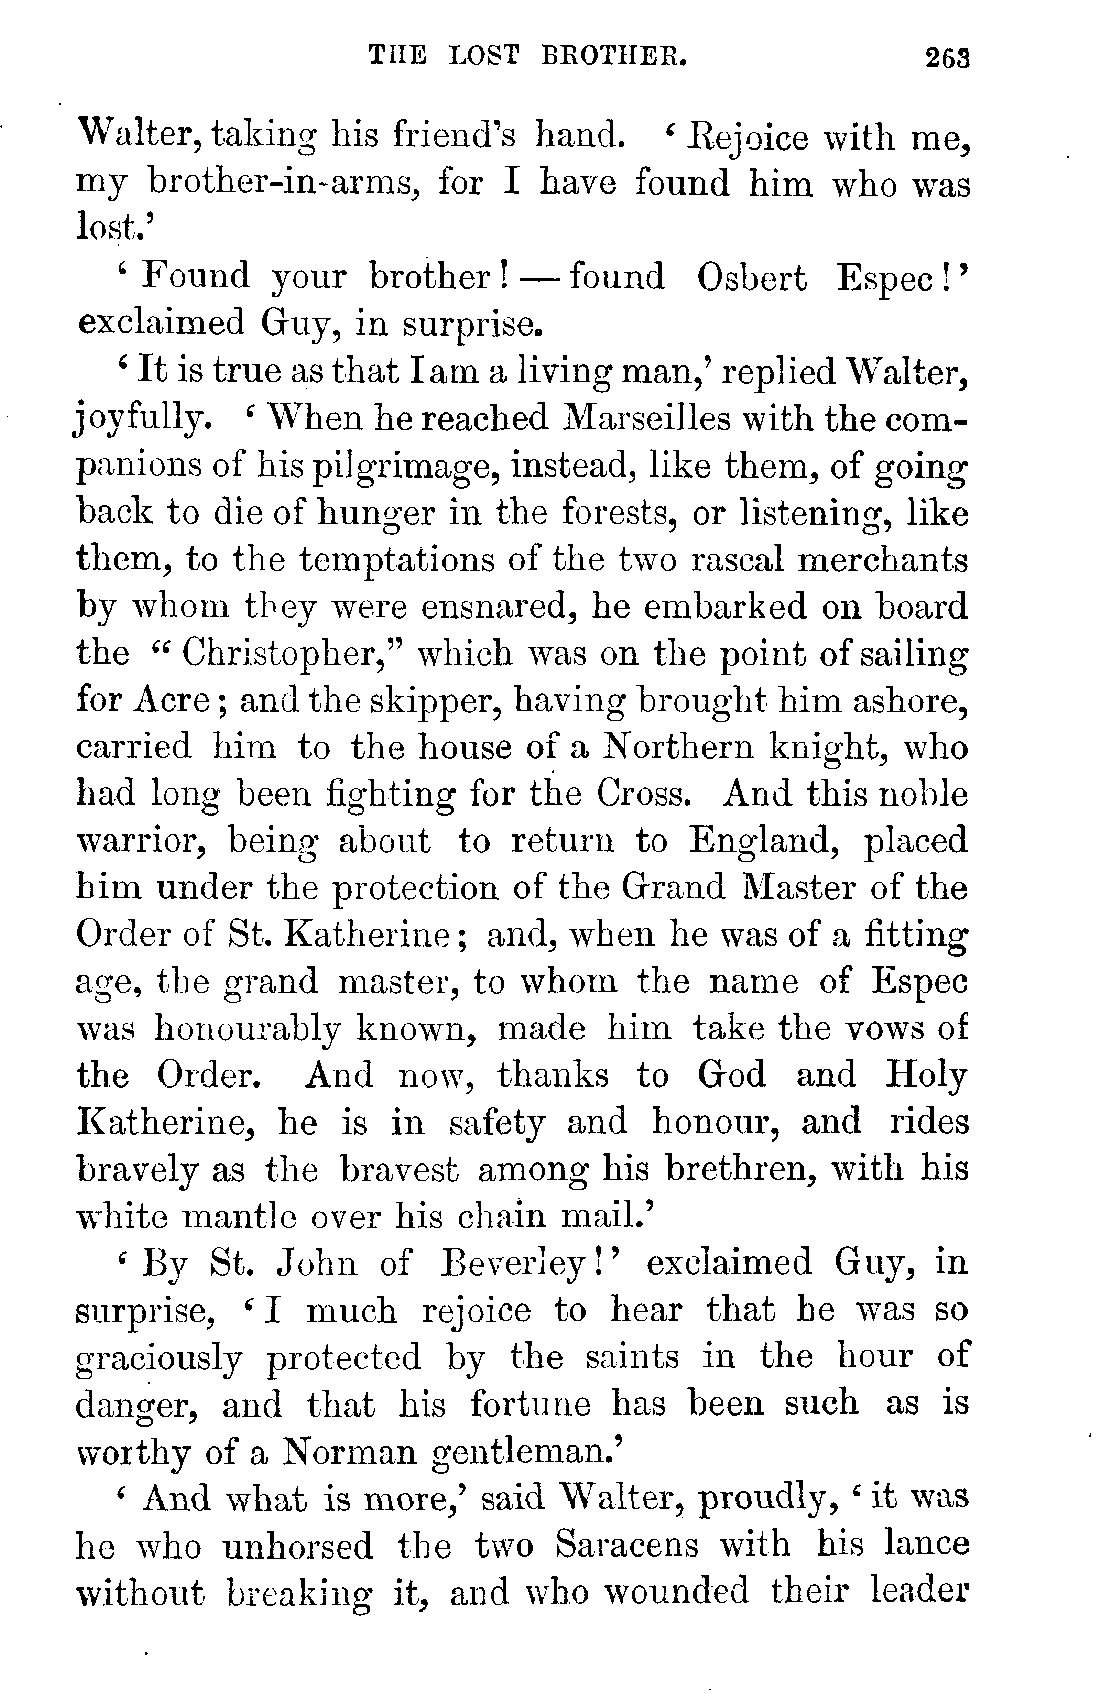 THE LOST BROTHER. 263
Walter, taking his friend's hand. ‘ Rejoice with me,
my brother-in-arms, for I have found him who was
lost.’
‘ Found your brother! — found Osbert Espec!’
exclaimed Guy, in surprise.
‘ It is true as that I am a living man,’ replied Walter,
joyfully. ‘ When he reached Marseilles with the com-
panions of his pilgrimage, instead, like them, of going
back to die of hunger in the forests, or listening, like
them, to the temptations of the two rascal merchants
by whom they were ensnared, he embarked on board
the “ Christopher,” which was on the point of sailing
for Acre; and the skipper, having brought him ashore,
carried him to the house of a Northern knight, who
had long been fighting for the Cross. And this noble
warrior, being about to return to England, placed
him under the protection of the Grand Master of the
Order of St. Katherine; and, when he was of a fitting
age, the grand master, to whom the name of Espec
was honourably known, made him take the vows of
the Order. And now, thanks to God and Holy
Katherine, he is in safety and honour, and rides
bravely as the bravest among his brethren, with his
white mantle over his chain mail.’
‘ By St. John of Beverley!’ exclaimed Guy, in
surprise, ‘ I much rejoice to hear that he was so
graciously protected by the saints in the hour of
danger, and that his fortune has been such as is
worthy of a Norman gentleman.’
‘ And what is more,’ said Walter, proudly, ‘ it was
he who unhorsed the two Saracens with his lance
without breaking it, and who wounded their leader